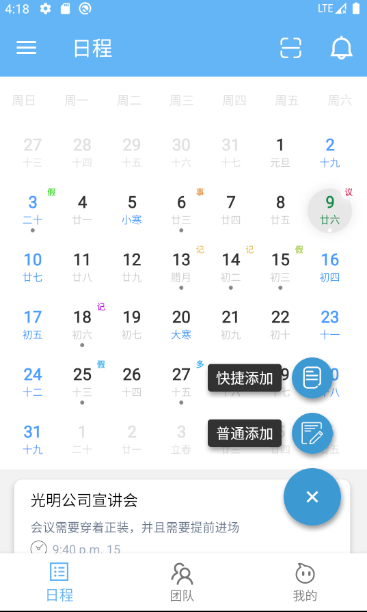 4:18 LTE
日程
周日 周一 周二 周三 周四 周五 周六
27 28 29 30 31 1 2
十三 十四 十五 十六 十七 元旦 十九
假 事 议
3 4 5 6 7 8 9
二十 廿一 小寒 廿三 廿四 廿五 廿六
记 记 假
10 11 12 13 14 15 16
廿七 廿八 廿九 腊月 初二 初三 初四
记
17 18 19 20 21 22 23
初五 初六 初七 大寒 初九 初十 十一
假 多
24 25 26 27 快捷添加
十二 十三 十四 十五
31 1 2 3 普通添加
十九 二十 廿一 立春
光明公司宣讲会
会议需要穿着正装，并且需要提前进场
9:40 p.m. 15
日程 团队 我的